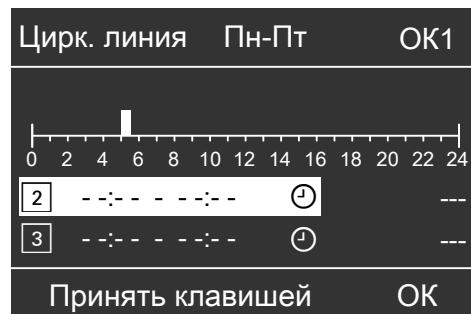 Цирк. линия Пн-Пт ОК1
0 2 4 6 8 10 12 14 16 18 20 22 24
2 - -:- - - - -:- - ---
3 - -:- - - - -:- - ---
Принять клавишей ОК